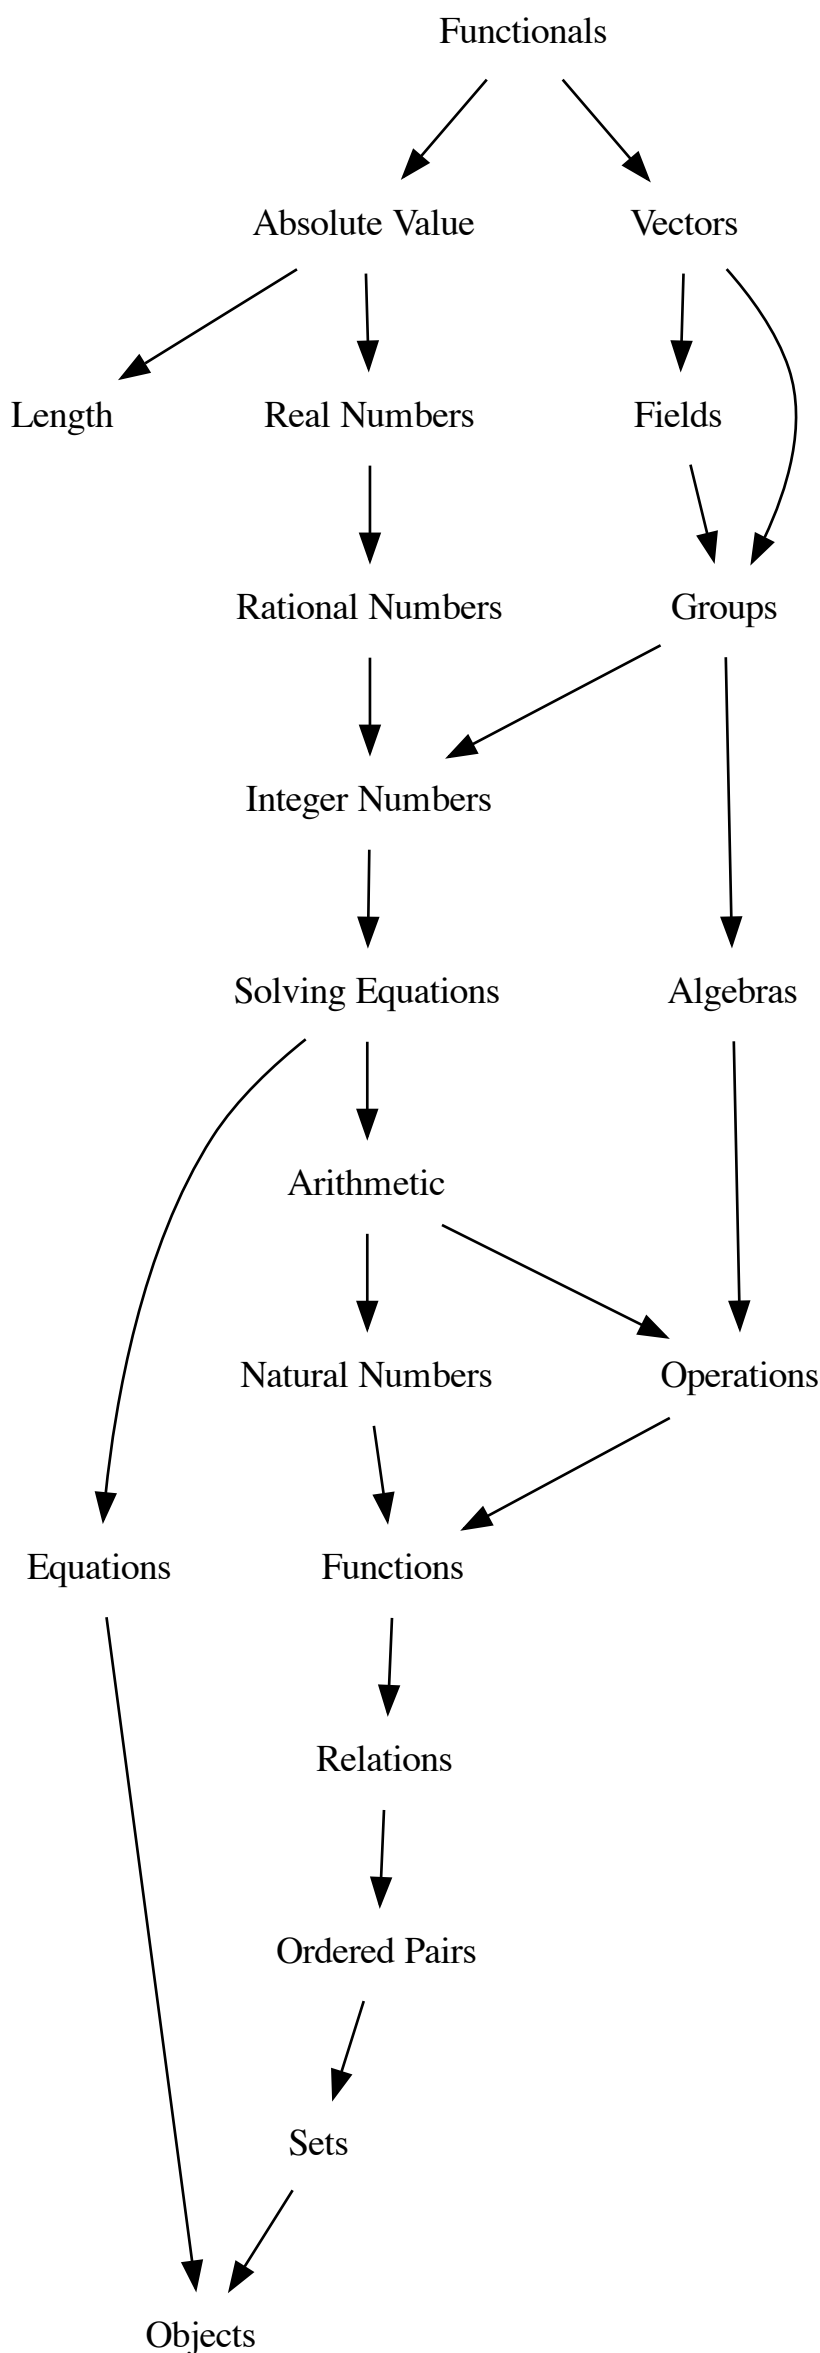 Functionals
Absolute Value
Vectors
Length
Real Numbers
Fields
Rational Numbers
Groups
Integer Numbers
Solving Equations
Algebras
Arithmetic
Natural Numbers
Operations
Equations
Functions
Relations
Ordered Pairs
Sets
Objects